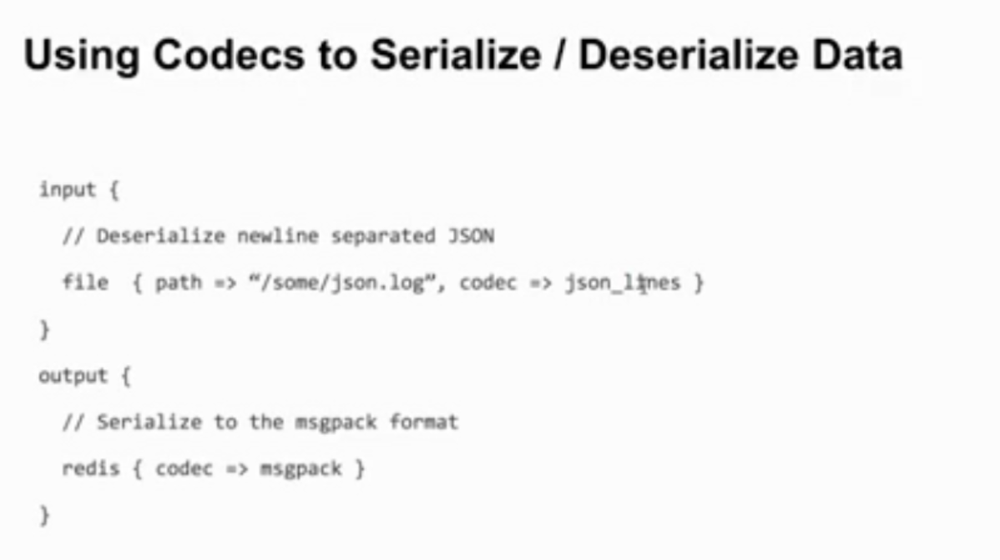 Using Codecs to Serialize / Deserialize Data
input {
// Deserialize newline separated JSON
file { path => “/some/json.log”, codec => json_lines }
}
output {
// Serialize to the msgpack format
redis { codec => msgpack }
}